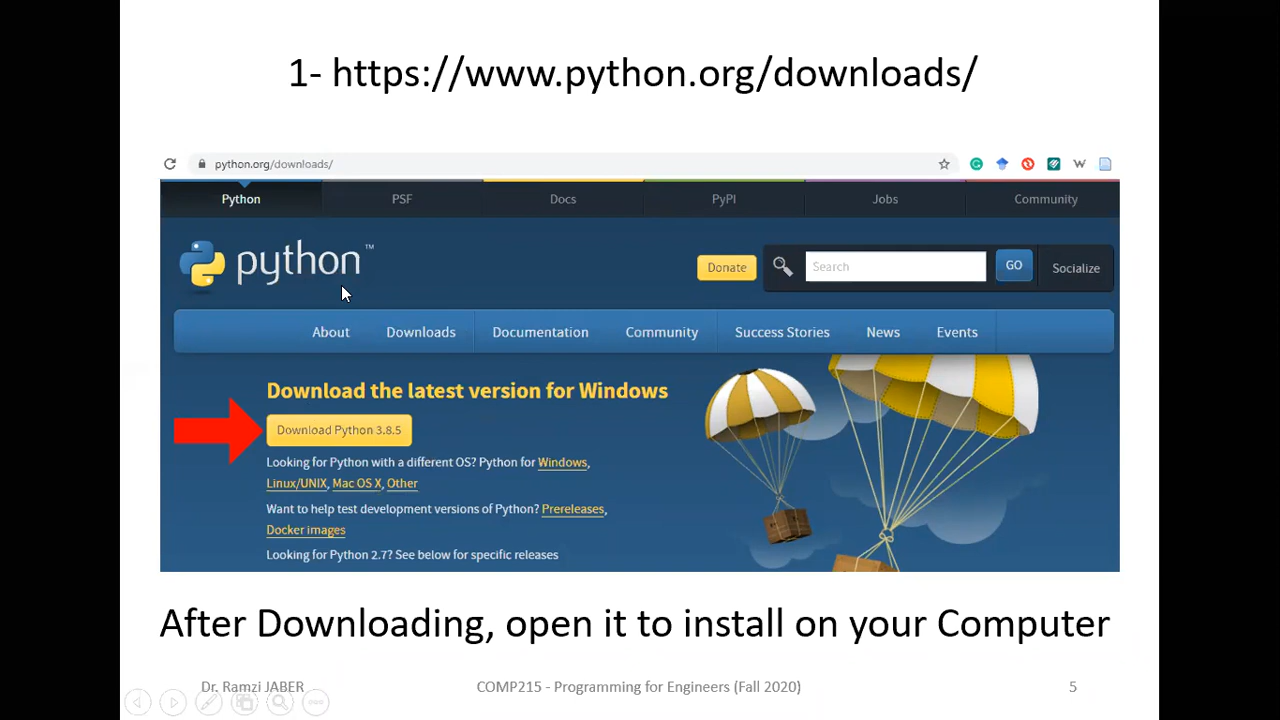 1- https://www.python.org/downloads/
python.org/downloads/
Python PSF Docs PyPI Jobs Community
python™
Donate Search GO Socialize
About Downloads Documentation Community Success Stories News Events
Download the latest version for Windows
Download Python 3.8.5
Looking for Python with a different OS? Python for Windows,
Linux/UNIX, Mac OS X, Other
Want to help test development versions of Python? Prereleases,
Docker images
Looking for Python 2.7? See below for specific releases
After Downloading, open it to install on your Computer
Dr. Ramzi JABER COMP215 - Programming for Engineers (Fall 2020) 5